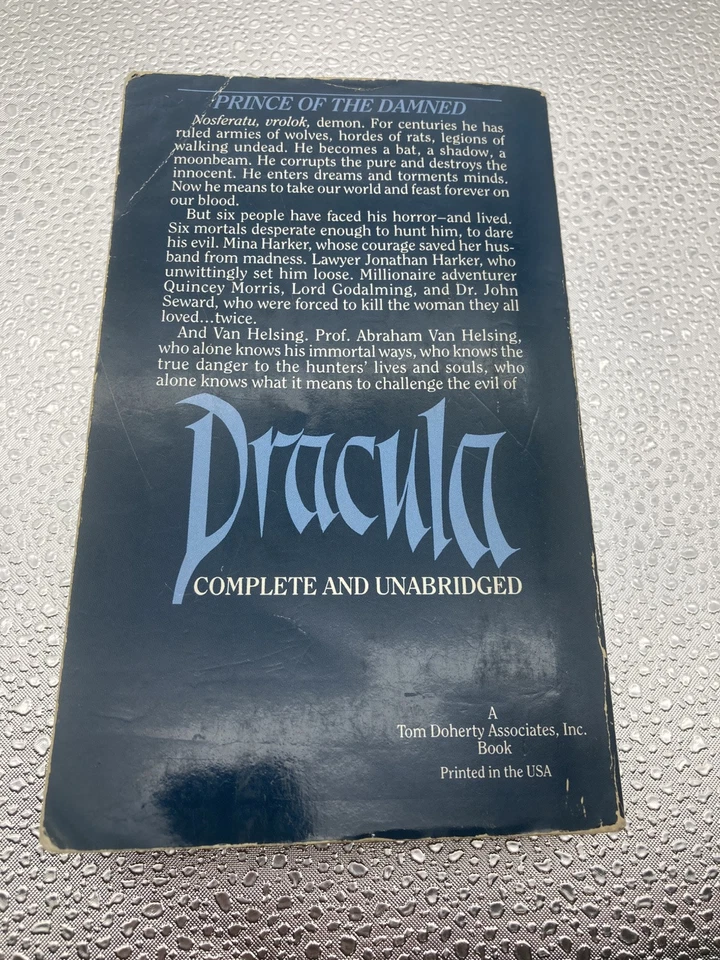 PRINCE OF THE DAMNED
Nosferatu, vrolok, demon. For centuries he has
ruled armies of wolves, hordes of rats, legions of
walking undead. He becomes a bat, a shadow, a
moonbeam. He corrupts the pure and destroys the
innocent. He enters dreams and torments minds.
Now he means to take our world and feast forever on
our blood.
But six people have faced his horror—and lived.
Six mortals desperate enough to hunt him, to dare
his evil. Mina Harker, whose courage saved her hus-
band from madness. Lawyer Jonathan Harker, who
unwittingly set him loose. Millionaire adventurer
Quincey Morris, Lord Godalming, and Dr. John
Seward, who were forced to kill the woman they all
loved...twice.
And Van Helsing. Prof. Abraham Van Helsing,
who alone knows his immortal ways, who knows the
true danger to the hunters' lives and souls, who
alone knows what it means to challenge the evil of
Dracula
COMPLETE AND UNABRIDGED
A
Tom Doherty Associates, Inc.
Book
Printed in the USA